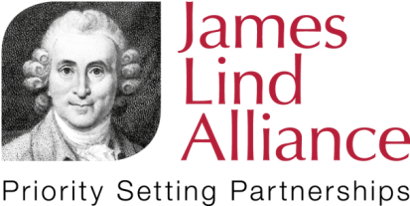 James
Lind
Alliance
Priority Setting Partnerships